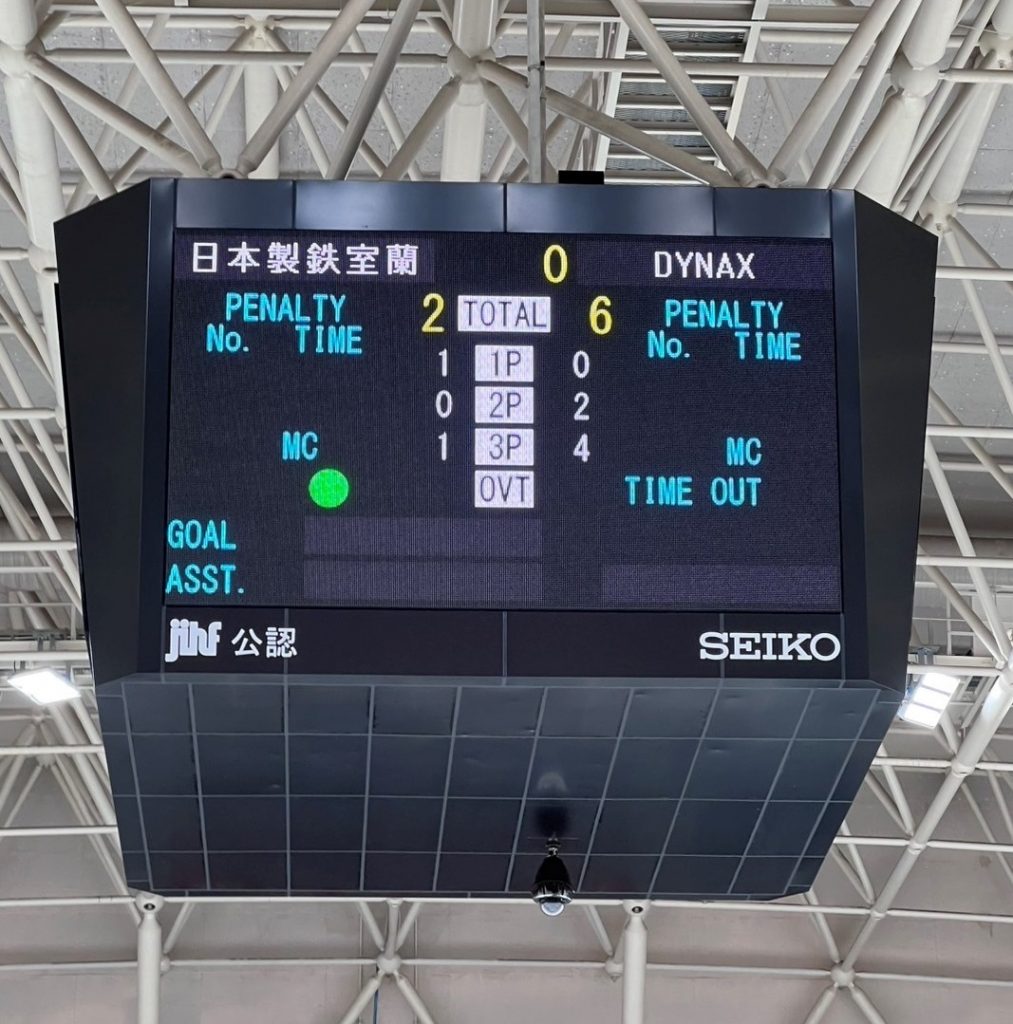 日本製鉄室蘭 0 DYNAX
PENALTY 2 TOTAL 6 PENALTY
No. TIME No. TIME
1 1P 0
0 2P 2
MC 1 3P 4 MC
OVT TIME OUT
GOAL
ASST.
jihf 公認 SEIKO